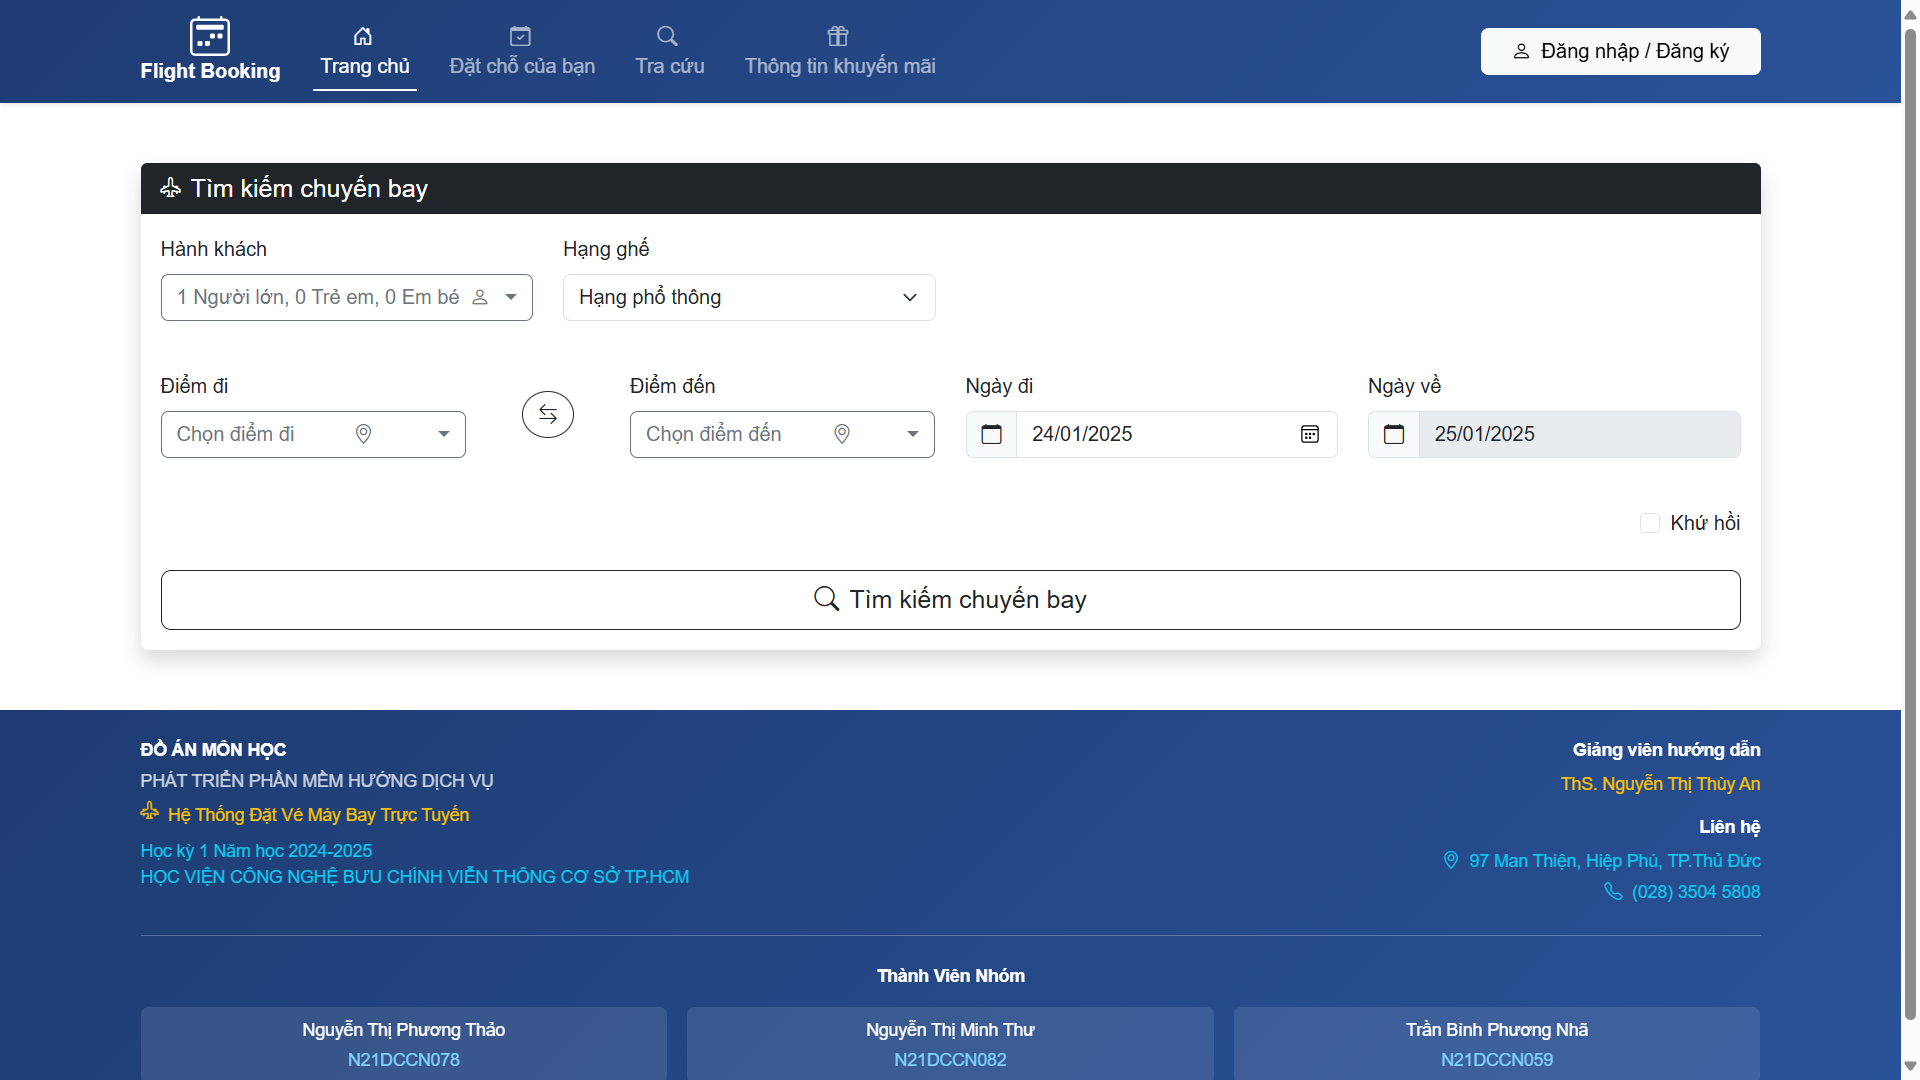 Flight Booking
Trang chủ
Đặt chỗ của bạn
Tra cứu
Thông tin khuyến mãi
Đăng nhập / Đăng ký
Tìm kiếm chuyến bay
Hành khách
Hạng ghế
1 Người lớn, 0 Trẻ em, 0 Em bé
Hạng phổ thông
Điểm đi
Điểm đến
Ngày đi
Ngày về
Chọn điểm đi
Chọn điểm đến
24/01/2025
25/01/2025
Khứ hồi
Tìm kiếm chuyến bay
ĐỒ ÁN MÔN HỌC
PHÁT TRIỂN PHẦN MỀM HƯỚNG DỊCH VỤ
Hệ Thống Đặt Vé Máy Bay Trực Tuyến
Học kỳ 1 Năm học 2024-2025
HỌC VIỆN CÔNG NGHỆ BƯU CHÍNH VIỄN THÔNG CƠ SỞ TP.HCM
Giảng viên hướng dẫn
ThS. Nguyễn Thị Thùy An
Liên hệ
97 Man Thiện, Hiệp Phú, TP.Thủ Đức
(028) 3504 5808
Thành Viên Nhóm
Nguyễn Thị Phương Thảo
N21DCCN078
Nguyễn Thị Minh Thư
N21DCCN082
Trần Bình Phương Nhã
N21DCCN059